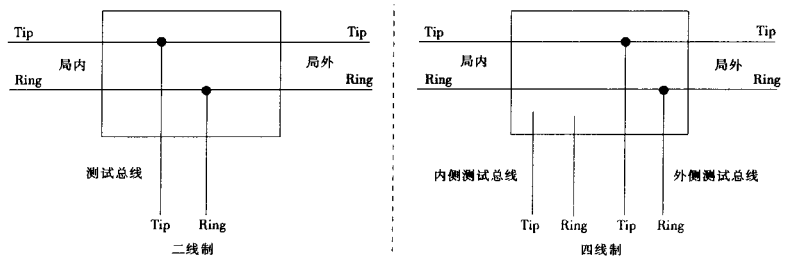 Tip Tip
局内 局外
Ring Ring
测试总线
Tip Ring
二线制
Tip Tip
局内 局外
Ring Ring
内侧测试总线 外侧测试总线
Tip Ring Tip Ring
四线制